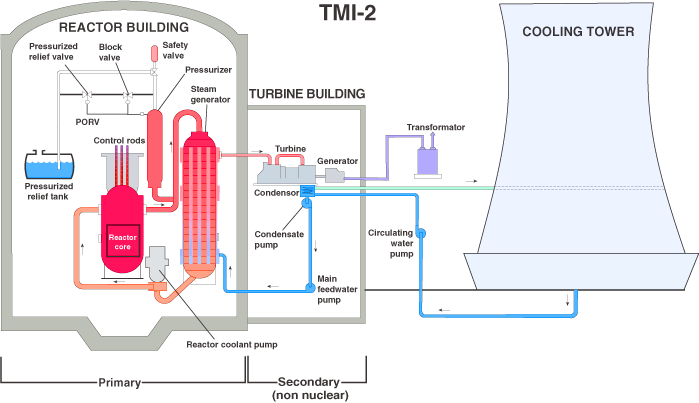 TMI-2
REACTOR BUILDING
COOLING TOWER
Pressurized
relief valve
Block
valve
Safety
valve
Pressurizer
Steam
generator
TURBINE BUILDING
PORV
Control rods
Turbine
Generator
Transformator
Pressurized
relief tank
Condensor
Condensate
pump
Circulating
water
pump
Reactor
core
Main
feedwater
pump
Reactor coolant pump
Primary
Secondary
(non nuclear)